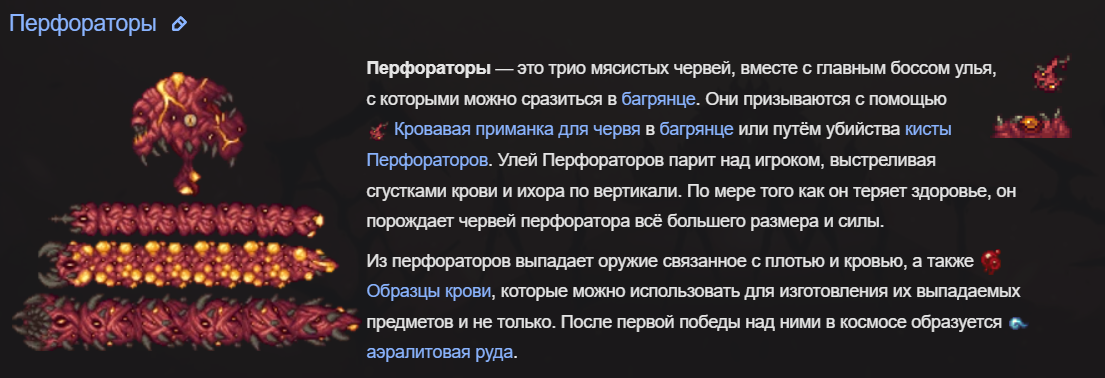 Перфораторы
Перфораторы — это трио мясистых червей, вместе с главным боссом улья,
с которыми можно сразиться в багрянце. Они призываются с помощью
Кровавая приманка для червя в багрянце или путём убийства кисты
Перфораторов. Улей Перфораторов парит над игроком, выстреливая
сгустками крови и ихора по вертикали. По мере того как он теряет здоровье, он
порождает червей перфоратора всё большего размера и силы.
Из перфораторов выпадает оружие связанное с плотью и кровью, а также
Образцы крови, которые можно использовать для изготовления их выпадаемых
предметов и не только. После первой победы над ними в космосе образуется
аэралитовая руда.